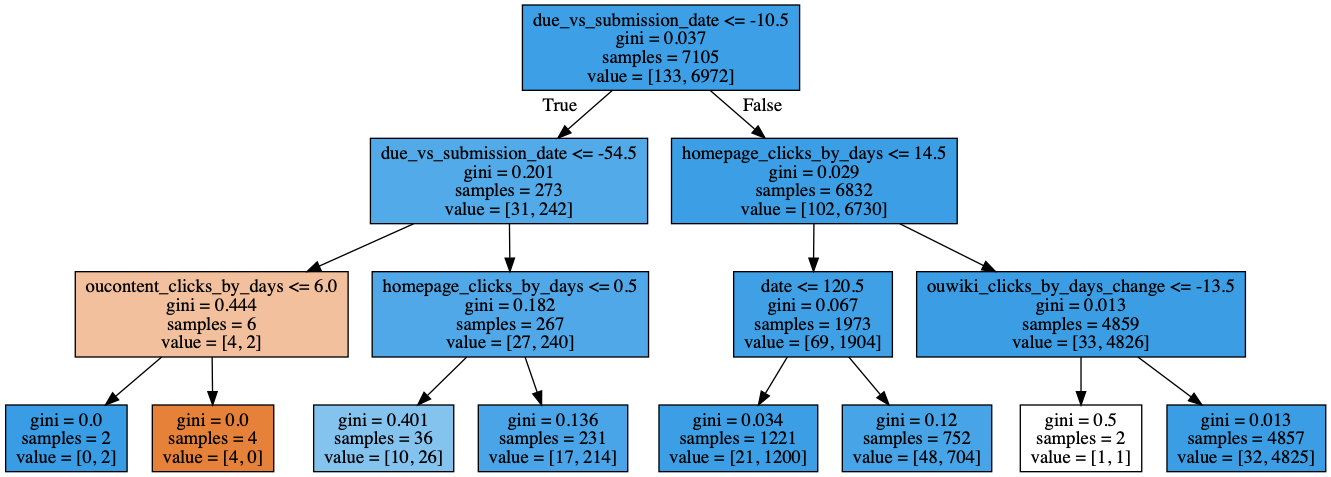 due_vs_submission_date <= -10.5
gini = 0.037
samples = 7105
value = [133, 6972]
True
False
due_vs_submission_date <= -54.5
gini = 0.201
samples = 273
value = [31, 242]
homepage_clicks_by_days <= 14.5
gini = 0.029
samples = 6832
value = [102, 6730]
oucontent_clicks_by_days <= 6.0
gini = 0.444
samples = 6
value = [4, 2]
homepage_clicks_by_days <= 0.5
gini = 0.182
samples = 267
value = [27, 240]
date <= 120.5
gini = 0.067
samples = 1973
value = [69, 1904]
ouwiki_clicks_by_days_change <= -13.5
gini = 0.013
samples = 4859
value = [33, 4826]
gini = 0.0
samples = 2
value = [0, 2]
gini = 0.0
samples = 4
value = [4, 0]
gini = 0.401
samples = 36
value = [10, 26]
gini = 0.136
samples = 231
value = [17, 214]
gini = 0.034
samples = 1221
value = [21, 1200]
gini = 0.12
samples = 752
value = [48, 704]
gini = 0.5
samples = 2
value = [1, 1]
gini = 0.013
samples = 4857
value = [32, 4825]